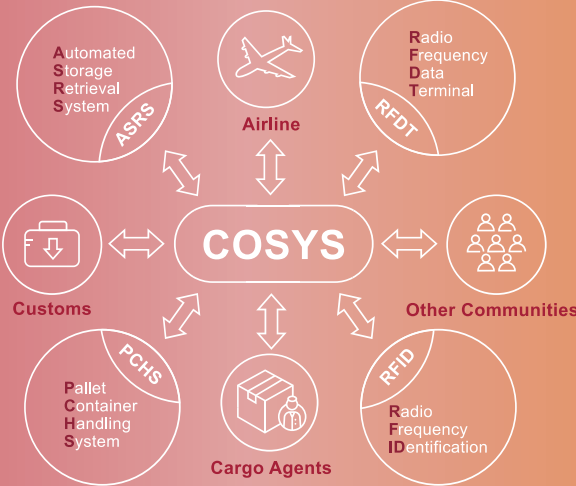 Automated
Storage
Retrieval
System
ASRS
Airline
Radio
Frequency
Data
Terminal
RFDT
Customs
COSYS
Other Communities
PCHS
Pallet
Container
Handling
System
Cargo Agents
RFID
Radio
Frequency
IDentification